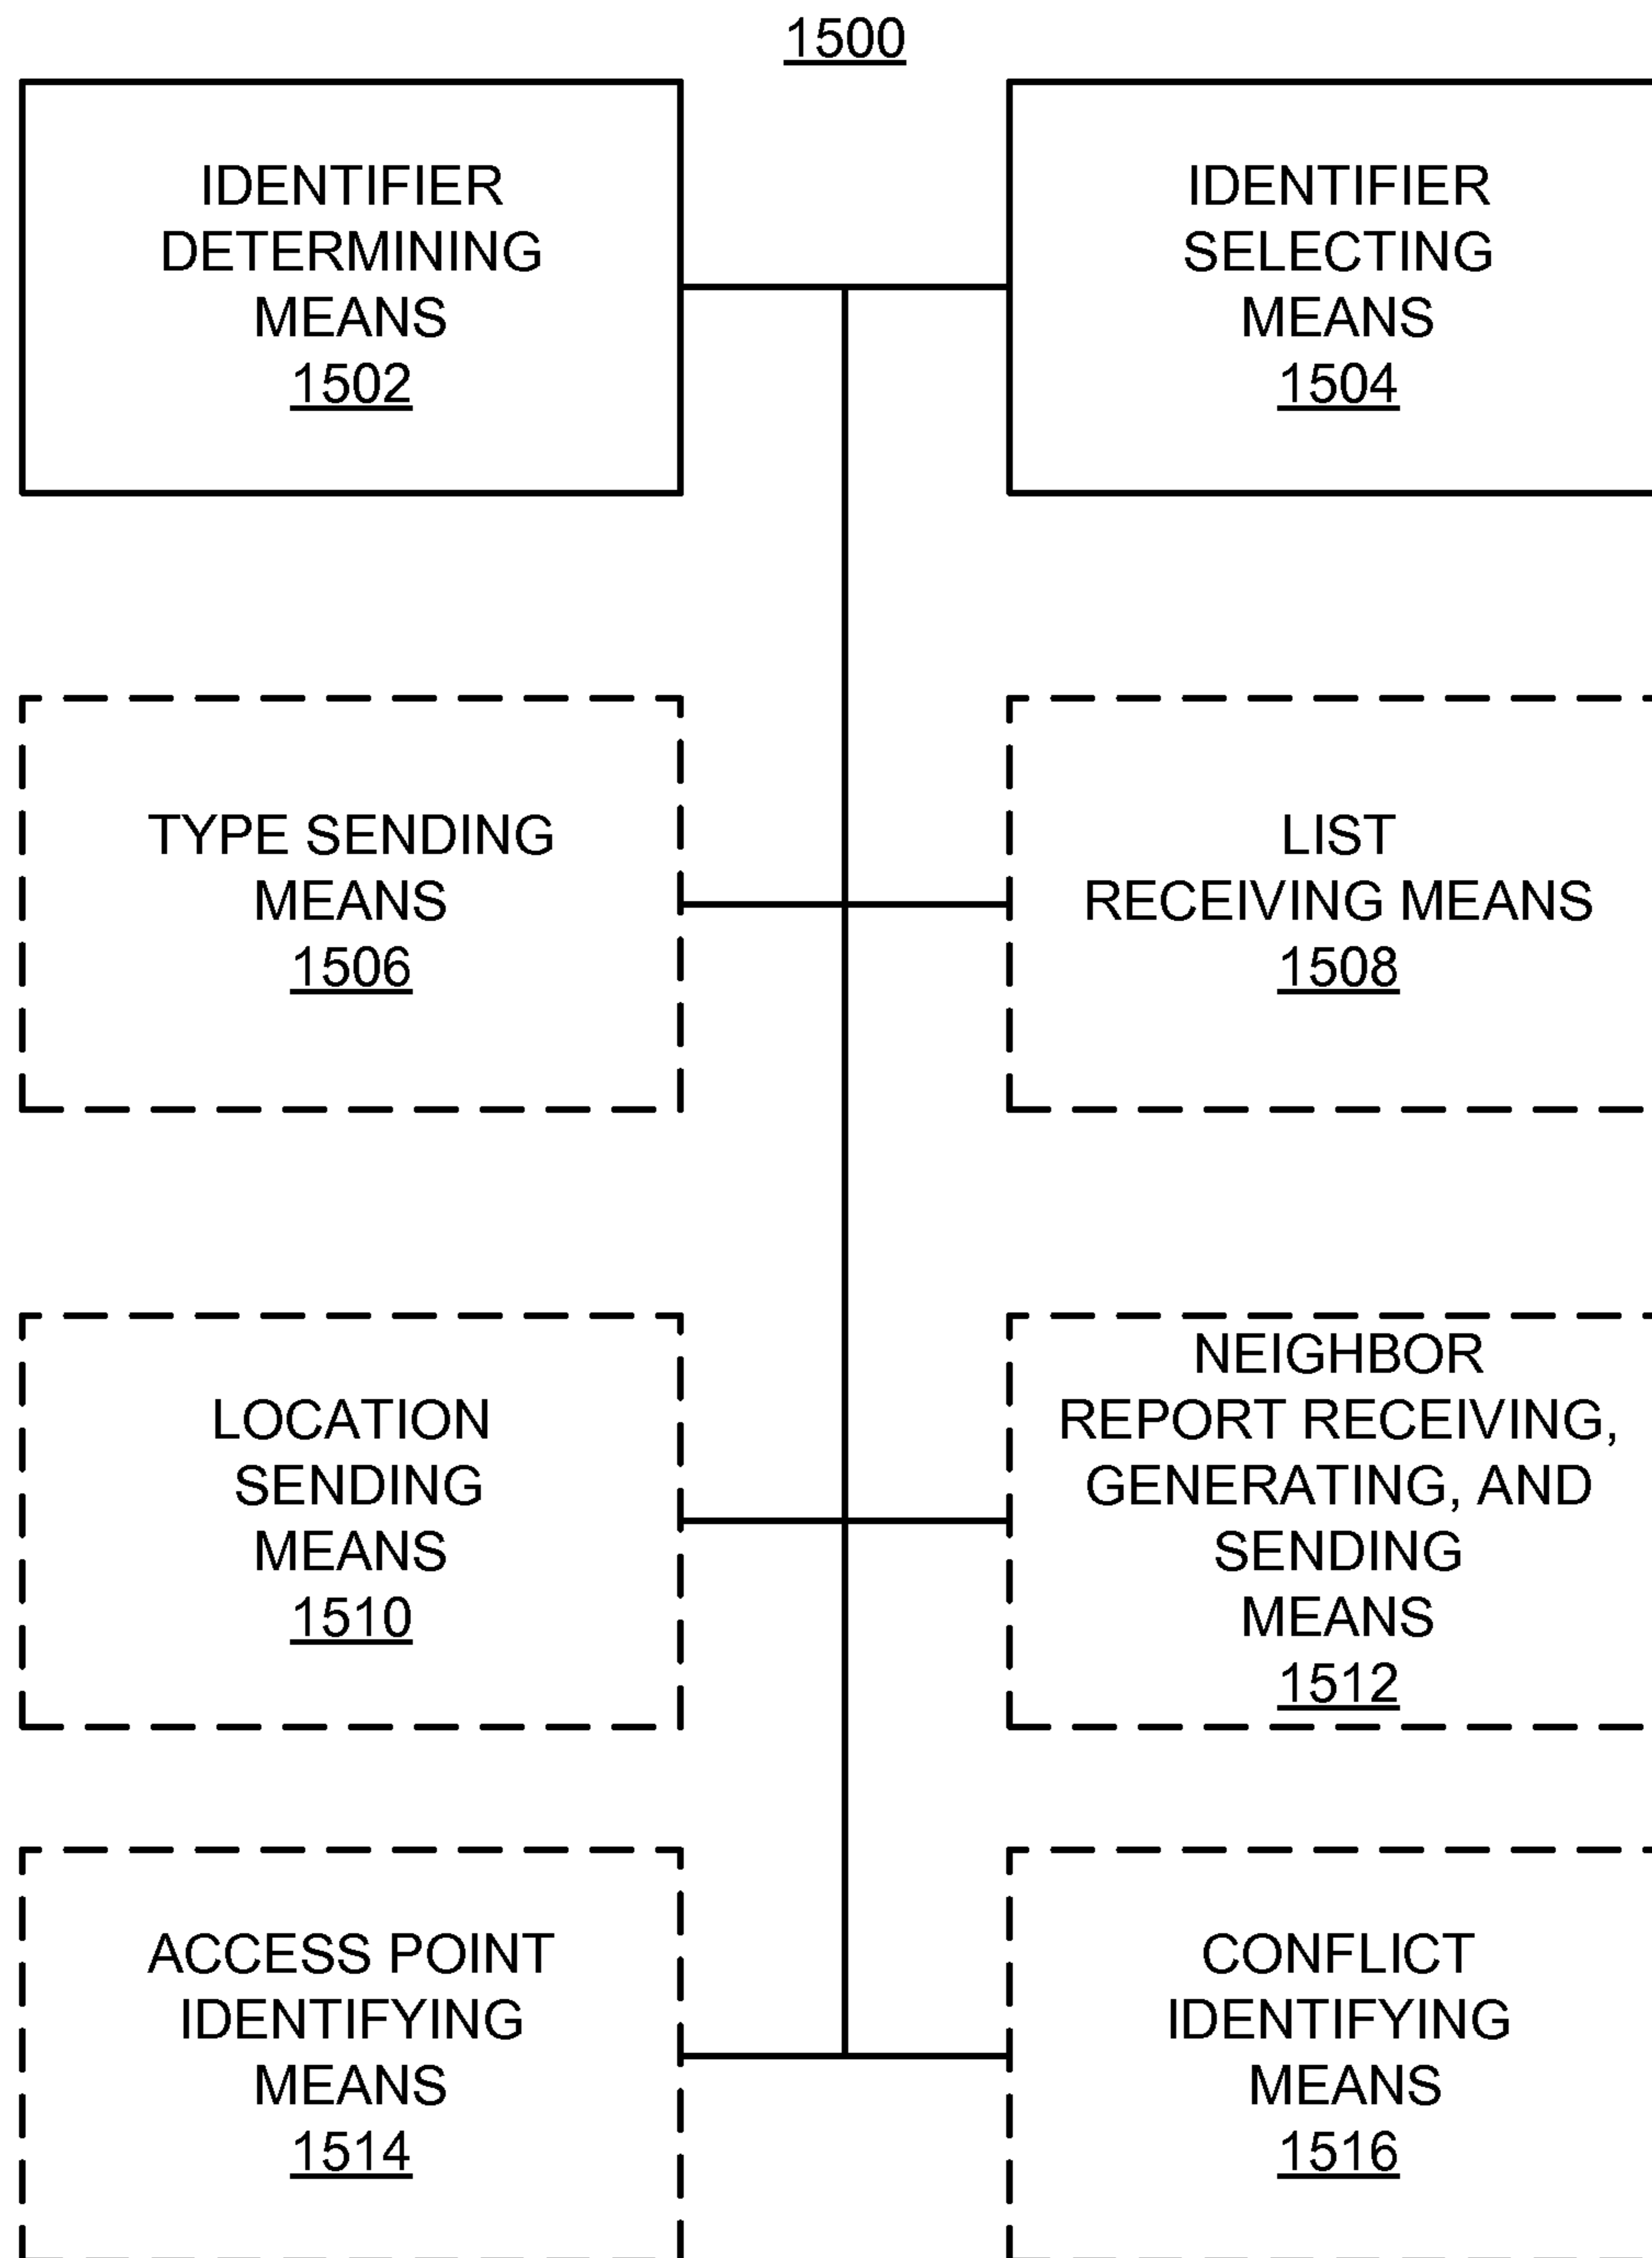 1500
IDENTIFIER
DETERMINING
MEANS
1502
IDENTIFIER
SELECTING
MEANS
1504
TYPE SENDING
MEANS
1506
LIST
RECEIVING MEANS
1508
LOCATION
SENDING
MEANS
1510
NEIGHBOR
REPORT RECEIVING,
GENERATING, AND
SENDING
MEANS
1512
ACCESS POINT
IDENTIFYING
MEANS
1514
CONFLICT
IDENTIFYING
MEANS
1516